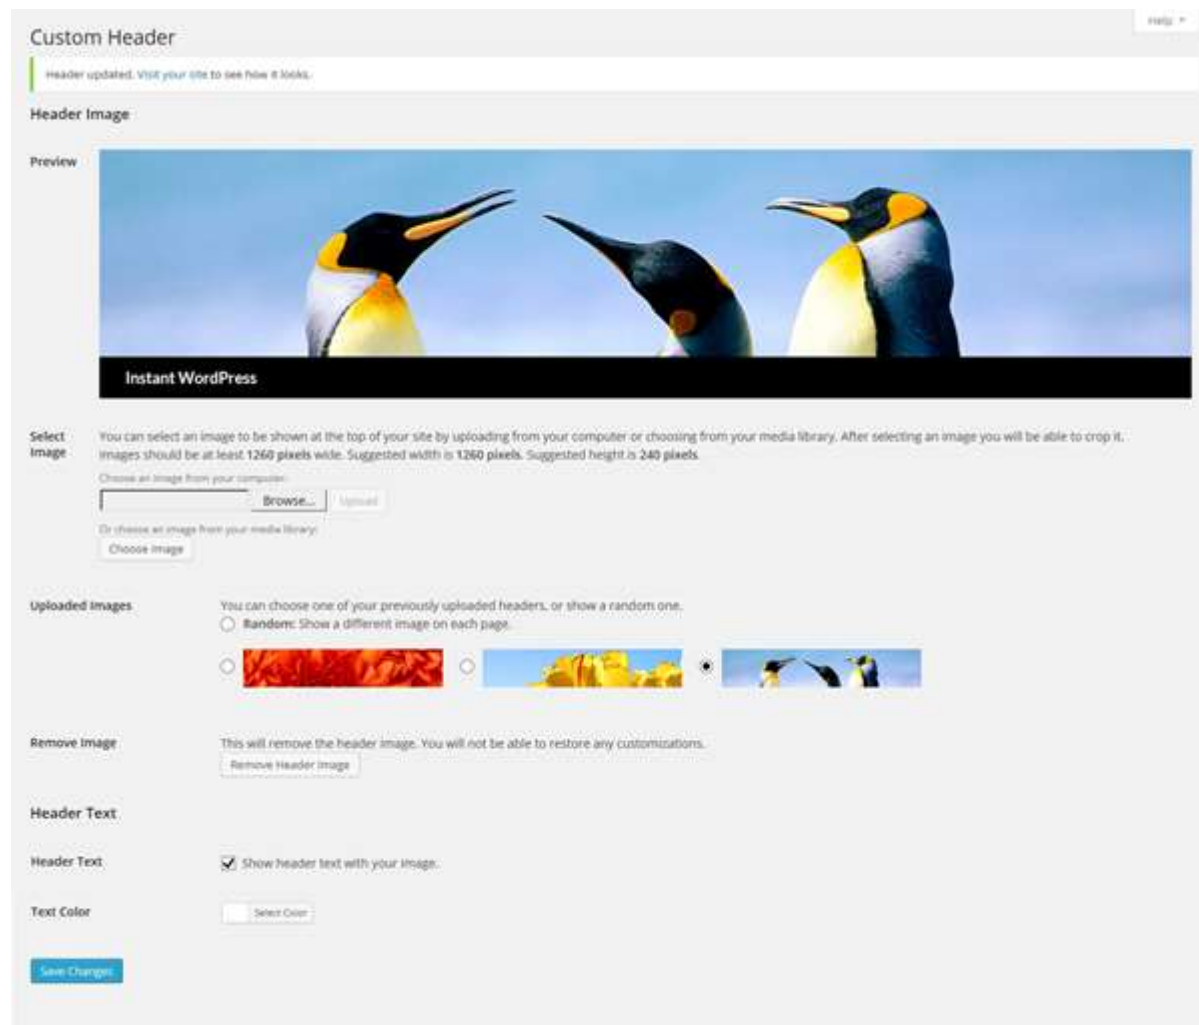 Help
Custom Header
Header updated. Visit your site to see how it looks.
Header Image
Preview
Instant WordPress
Select Image
You can select an image to be shown at the top of your site by uploading from your computer or choosing from your media library. After selecting an image you will be able to crop it.
Images should be at least 1260 pixels wide. Suggested width is 1260 pixels. Suggested height is 240 pixels.
Choose an image from your computer:
Browse... Upload
Or choose an image from your media library:
Choose Image
Uploaded Images
You can choose one of your previously uploaded headers, or show a random one.
Random: Show a different image on each page.
Remove Image
This will remove the header image. You will not be able to restore any customizations.
Remove Header Image
Header Text
Header Text
Show header text with your image.
Text Color
Select Color
Save Changes